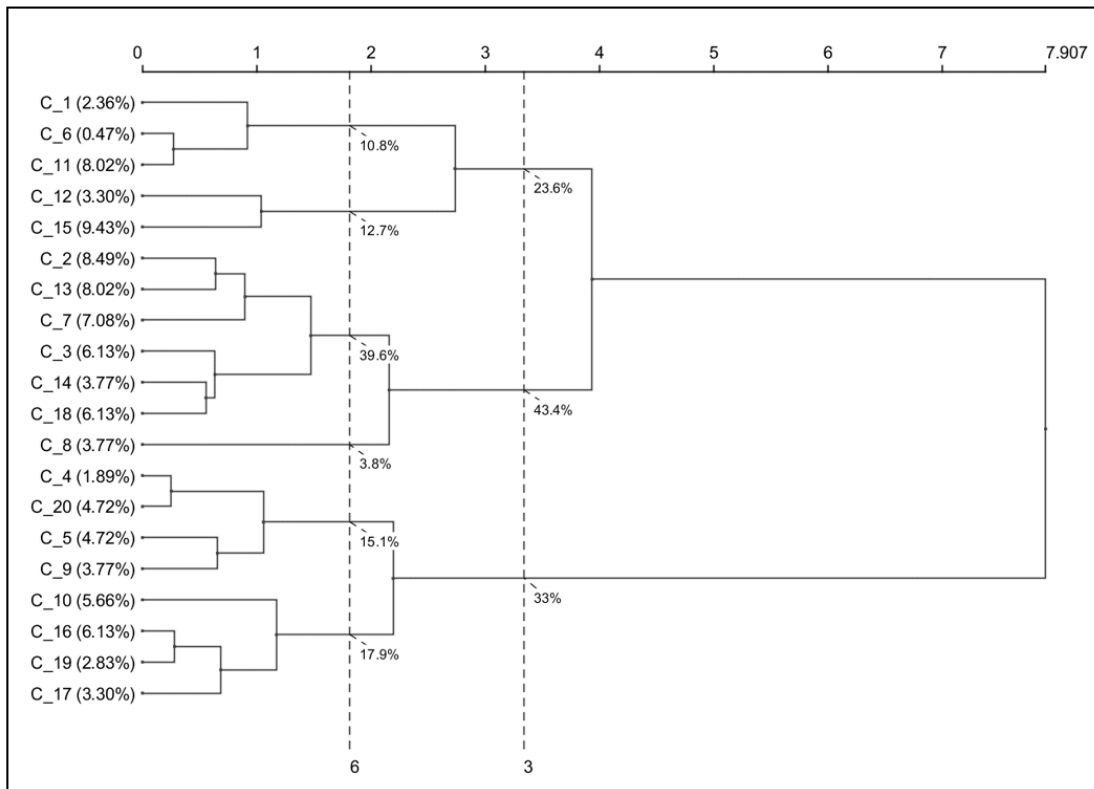 0 1 2 3 4 5 6 7 7.907
C_1 (2.36%)
C_6 (0.47%)
10.8%
C_11 (8.02%)
23.6%
C_12 (3.30%)
C_15 (9.43%)
12.7%
C_2 (8.49%)
C_13 (8.02%)
C_7 (7.08%)
C_3 (6.13%)
39.6%
C_14 (3.77%)
C_18 (6.13%)
43.4%
C_8 (3.77%)
3.8%
C_4 (1.89%)
C_20 (4.72%)
C_5 (4.72%)
15.1%
C_9 (3.77%)
C_10 (5.66%)
33%
C_16 (6.13%)
C_19 (2.83%)
17.9%
C_17 (3.30%)
6 3